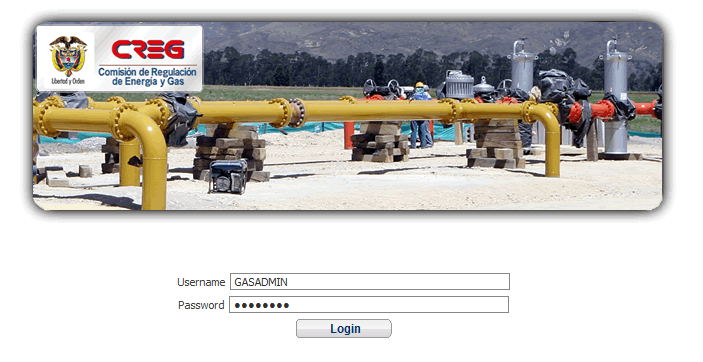 CREG
Comisión de Regulación
de Energía y Gas
Libertad y Orden
Username GASADMIN
Password ●●●●●●●●
Login